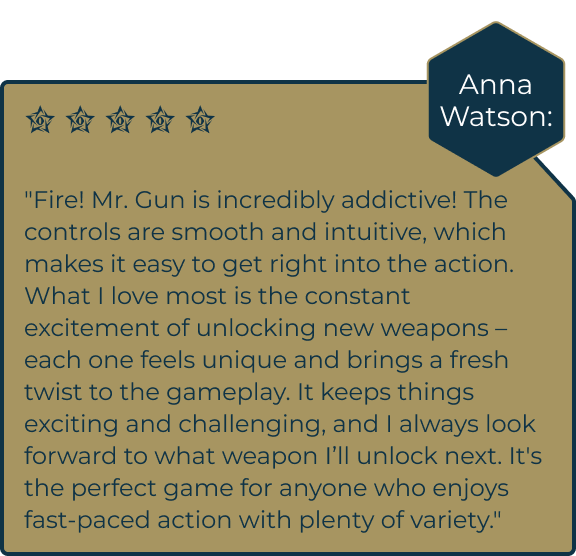 Anna
Watson:
"Fire! Mr. Gun is incredibly addictive! The
controls are smooth and intuitive, which
makes it easy to get right into the action.
What I love most is the constant
excitement of unlocking new weapons –
each one feels unique and brings a fresh
twist to the gameplay. It keeps things
exciting and challenging, and I always look
forward to what weapon I’ll unlock next. It's
the perfect game for anyone who enjoys
fast-paced action with plenty of variety."